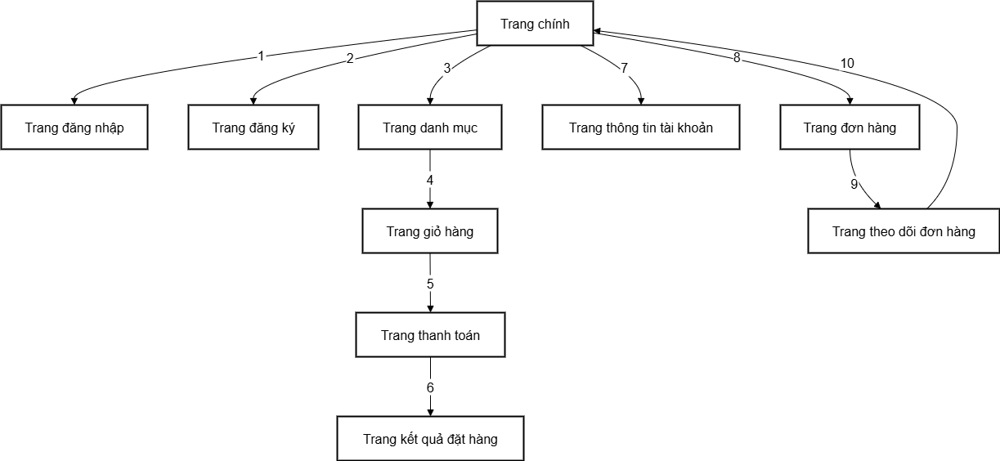 Trang chính
1
2
3
7
8
10
Trang đăng nhập
Trang đăng ký
Trang danh mục
Trang thông tin tài khoản
Trang đơn hàng
4
9
Trang giỏ hàng
Trang theo dõi đơn hàng
5
Trang thanh toán
6
Trang kết quả đặt hàng